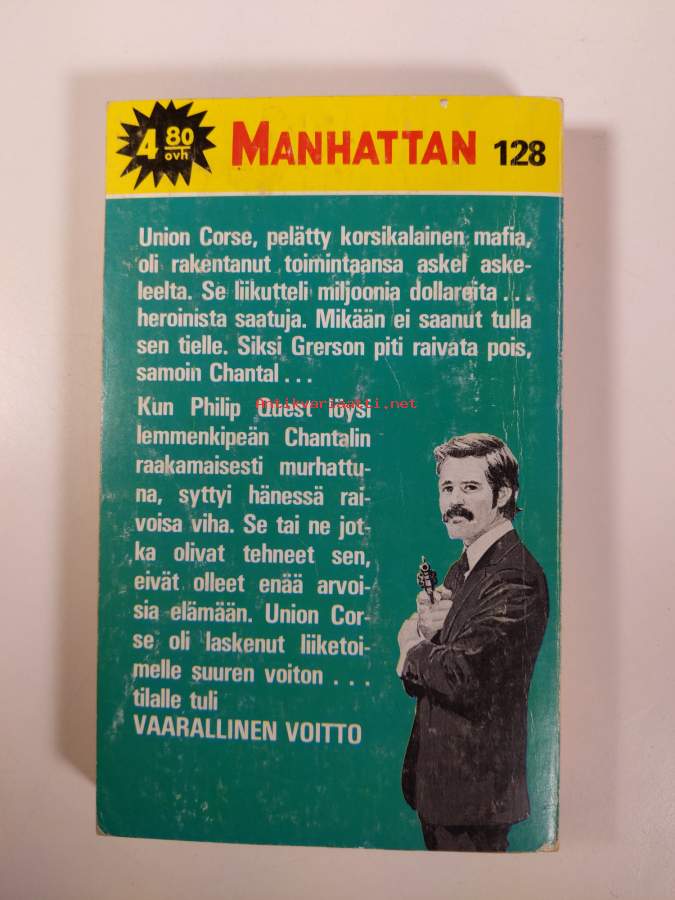 4 80
ovh
MANHATTAN 128
Union Corse, pelätty korsikalainen mafia,
oli rakentanut toimintaansa askel aske-
leelta. Se liikutteli miljoonia dollareita . . .
heroinista saatuja. Mikään ei saanut tulla
sen tielle. Siksi Grerson piti raivata pois,
samoin Chantal . . .
Antikvariaatti.net
Kun Philip Quest löysi
lemmenkipeän Chantalin
raakamaisesti murhattu-
na, syttyi hänessä rai-
voisa viha. Se tai ne jot-
ka olivat tehneet sen,
eivät olleet enää arvoi-
sia elämään. Union Cor-
se oli laskenut liiketoi-
melle suuren voiton . . .
tilalle tuli
VAARALLINEN VOITTO